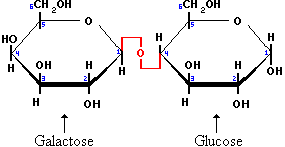 6 CH2OH 6 CH2OH
5 O 5 O
HO 4 1 O 4 1
H H H H
OH 3 H 2 OH 3 H 2 OH
H OH H OH
Galactose Glucose